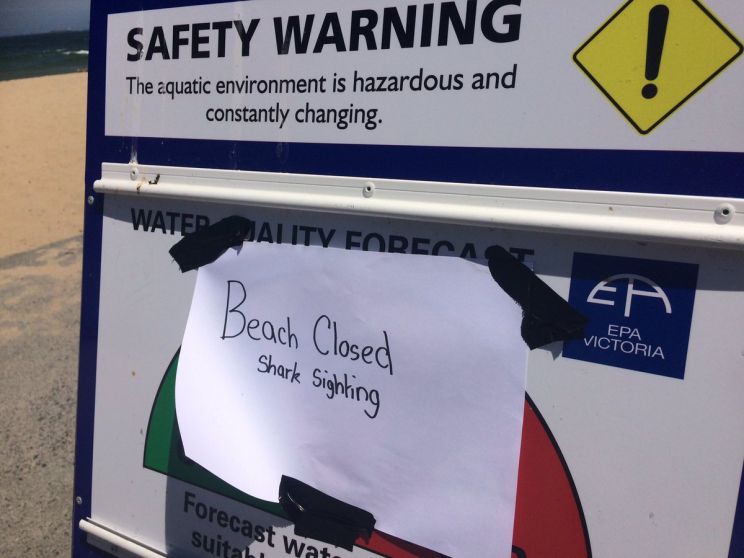 SAFETY WARNING
The aquatic environment is hazardous and
constantly changing.
WATER QUALITY FORECAST
EPA
VICTORIA
Beach Closed
Shark Sighting
Forecast